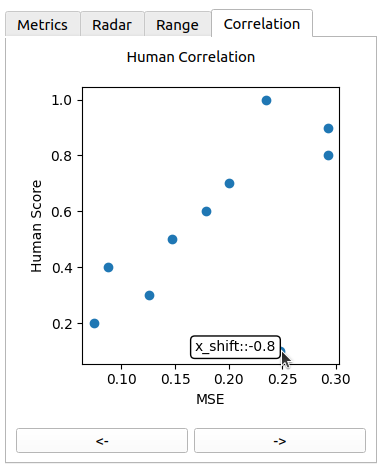 Metrics Radar Range Correlation
Human Correlation
1.0
0.8
0.6
0.4
0.2
Human Score
x_shift::-0.8
0.10 0.15 0.20 0.25 0.30
MSE
<- ->